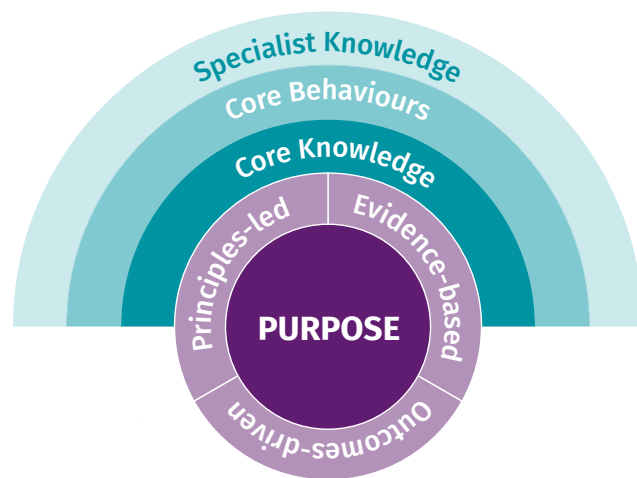 Specialist Knowledge
Core Behaviours
Core Knowledge
Principles-led
Evidence-based
PURPOSE
Outcomes-driven